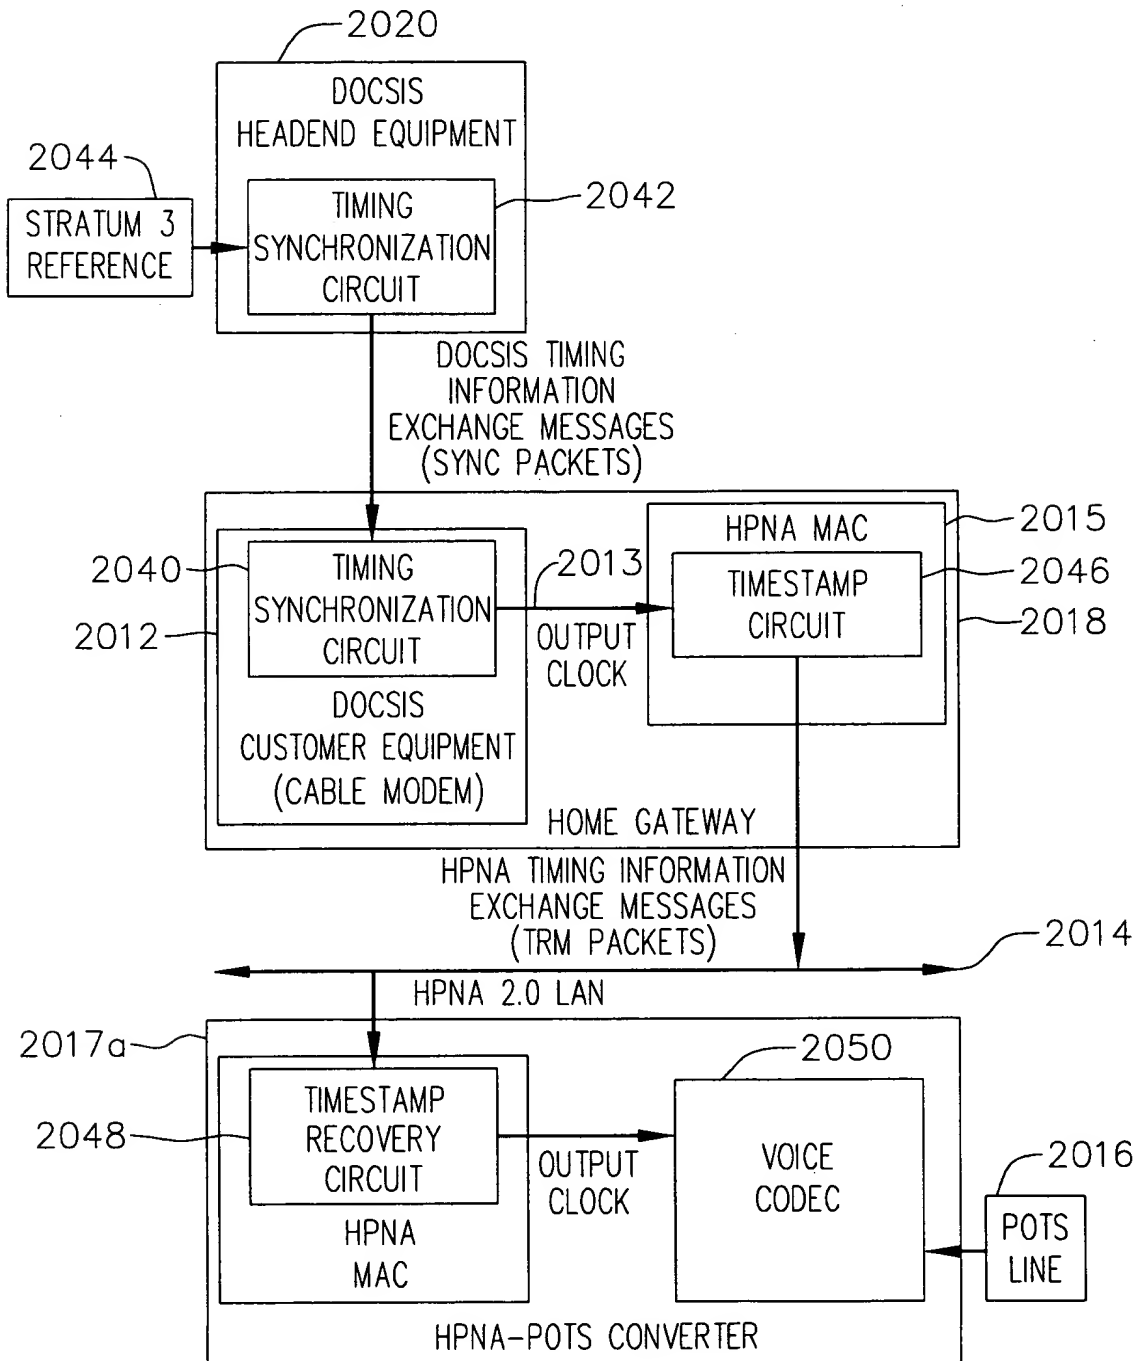 2020
DOCSIS
HEADEND EQUIPMENT
2044
STRATUM 3
REFERENCE
2042
TIMING
SYNCHRONIZATION
CIRCUIT
DOCSIS TIMING
INFORMATION
EXCHANGE MESSAGES
(SYNC PACKETS)
2015
HPNA MAC
2040
TIMING
SYNCHRONIZATION
CIRCUIT
2013
OUTPUT
CLOCK
TIMESTAMP
CIRCUIT
2046
2012
2018
DOCSIS
CUSTOMER EQUIPMENT
(CABLE MODEM)
HOME GATEWAY
HPNA TIMING INFORMATION
EXCHANGE MESSAGES
(TRM PACKETS)
2014
HPNA 2.0 LAN
2017a
2050
TIMESTAMP
RECOVERY
CIRCUIT
2048
OUTPUT
CLOCK
VOICE
CODEC
2016
POTS
LINE
HPNA
MAC
HPNA-POTS CONVERTER